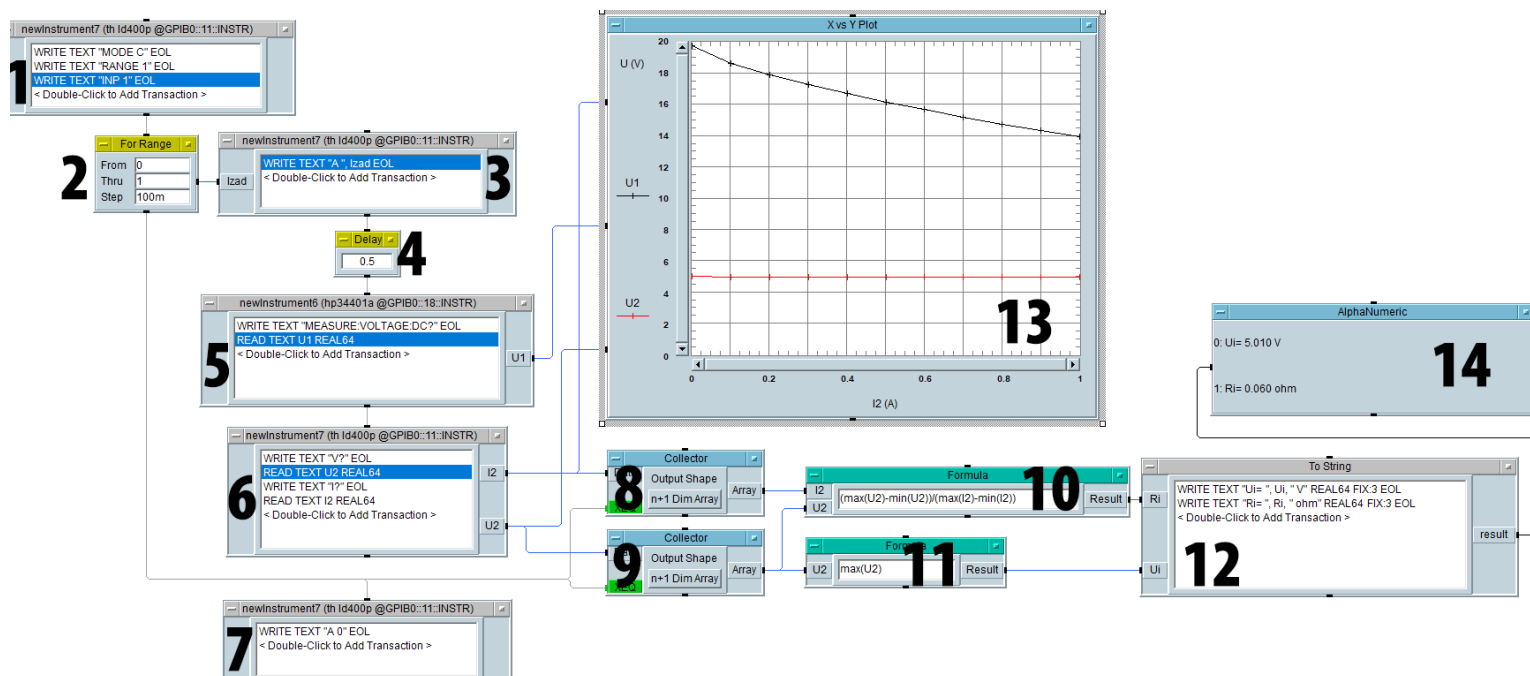 newInstrument7 (th ld400p @GPIB0::11::INSTR)
WRITE TEXT "MODE C" EOL
WRITE TEXT "RANGE 1" EOL
WRITE TEXT "INP 1" EOL
< Double-Click to Add Transaction >
1
For Range
From 0
Thru 1
Step 100m
2
newInstrument7 (th ld400p @GPIB0::11::INSTR)
Izad
WRITE TEXT "A ", Izad EOL
< Double-Click to Add Transaction >
3
Delay
0.5
4
newInstrument6 (hp34401a @GPIB0::18::INSTR)
WRITE TEXT "MEASURE:VOLTAGE:DC?" EOL
READ TEXT U1 REAL64
< Double-Click to Add Transaction >
U1
5
newInstrument7 (th ld400p @GPIB0::11::INSTR)
WRITE TEXT "V?" EOL
READ TEXT U2 REAL64
WRITE TEXT "I?" EOL
READ TEXT I2 REAL64
< Double-Click to Add Transaction >
I2
U2
6
newInstrument7 (th ld400p @GPIB0::11::INSTR)
WRITE TEXT "A 0" EOL
< Double-Click to Add Transaction >
7
X vs Y Plot
U (V)
U1
U2
20
18
16
14
12
10
8
6
4
2
0
0 0.2 0.4 0.6 0.8 1
I2 (A)
13
Collector
Output Shape
n+1 Dim Array
Array
8
Collector
Output Shape
n+1 Dim Array
Array
XEQ
9
Formula
I2
U2
(max(U2)-min(U2))/(max(I2)-min(I2))
Result
10
Formula
U2
max(U2)
Result
11
To String
Ri
Ui
WRITE TEXT "Ui= ", Ui, " V" REAL64 FIX:3 EOL
WRITE TEXT "Ri= ", Ri, " ohm" REAL64 FIX:3 EOL
< Double-Click to Add Transaction >
result
12
AlphaNumeric
0: Ui= 5.010 V
1: Ri= 0.060 ohm
14